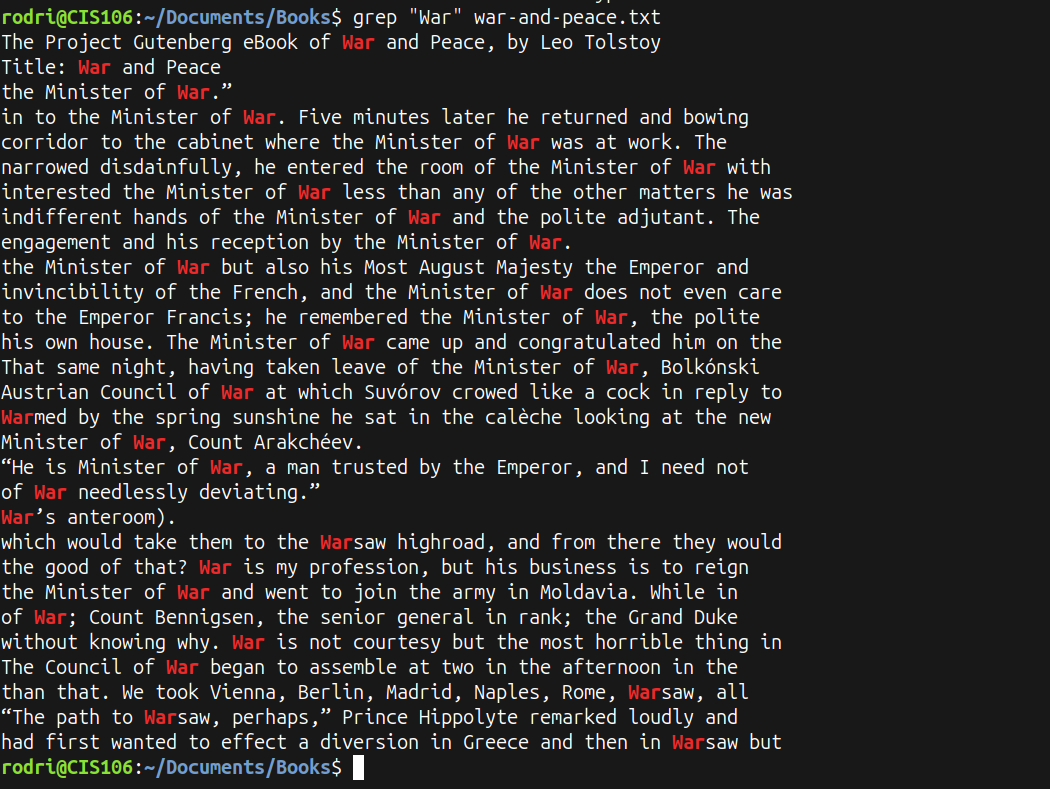 rodri@CIS106:~/Documents/Books$ grep "War" war-and-peace.txt
The Project Gutenberg eBook of War and Peace, by Leo Tolstoy
Title: War and Peace
the Minister of War.”
in to the Minister of War. Five minutes later he returned and bowing
corridor to the cabinet where the Minister of War was at work. The
narrowed disdainfully, he entered the room of the Minister of War with
interested the Minister of War less than any of the other matters he was
indifferent hands of the Minister of War and the polite adjutant. The
engagement and his reception by the Minister of War.
the Minister of War but also his Most August Majesty the Emperor and
invincibility of the French, and the Minister of War does not even care
to the Emperor Francis; he remembered the Minister of War, the polite
his own house. The Minister of War came up and congratulated him on the
That same night, having taken leave of the Minister of War, Bolkónski
Austrian Council of War at which Suvórov crowed like a cock in reply to
Warmed by the spring sunshine he sat in the calèche looking at the new
Minister of War, Count Arakchéev.
“He is Minister of War, a man trusted by the Emperor, and I need not
of War needlessly deviating.”
War’s anteroom).
which would take them to the Warsaw highroad, and from there they would
the good of that? War is my profession, but his business is to reign
the Minister of War and went to join the army in Moldavia. While in
of War; Count Bennigsen, the senior general in rank; the Grand Duke
without knowing why. War is not courtesy but the most horrible thing in
The Council of War began to assemble at two in the afternoon in the
than that. We took Vienna, Berlin, Madrid, Naples, Rome, Warsaw, all
“The path to Warsaw, perhaps,” Prince Hippolyte remarked loudly and
had first wanted to effect a diversion in Greece and then in Warsaw but
rodri@CIS106:~/Documents/Books$